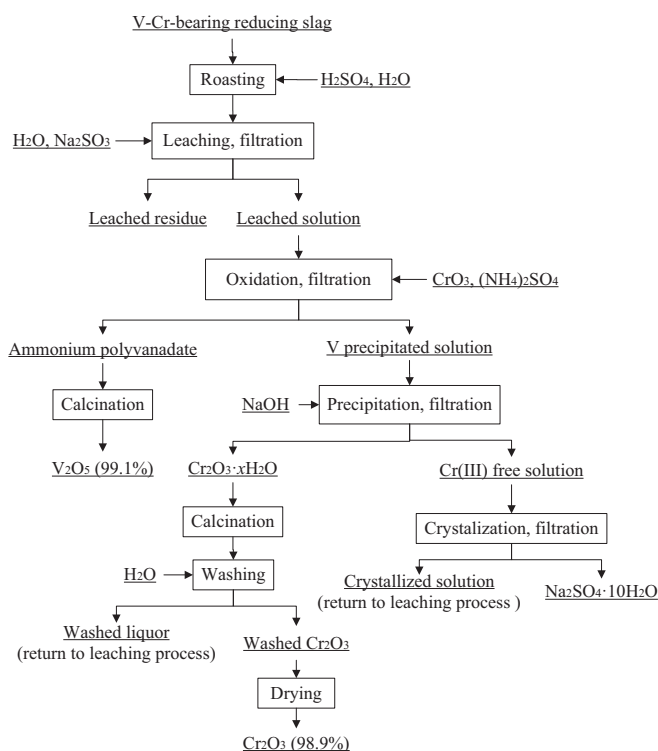 V-Cr-bearing reducing slag
Roasting
H2SO4, H2O
H2O, Na2SO3
Leaching, filtration
Leached residue
Leached solution
Oxidation, filtration
CrO3, (NH4)2SO4
Ammonium polyvanadate
V precipitated solution
Calcination
NaOH
Precipitation, filtration
V2O5 (99.1%)
Cr2O3·xH2O
Cr(III) free solution
Calcination
Crystalization, filtration
H2O
Washing
Crystallized solution
(return to leaching process )
Na2SO4·10H2O
Washed liquor
(return to leaching process)
Washed Cr2O3
Drying
Cr2O3 (98.9%)